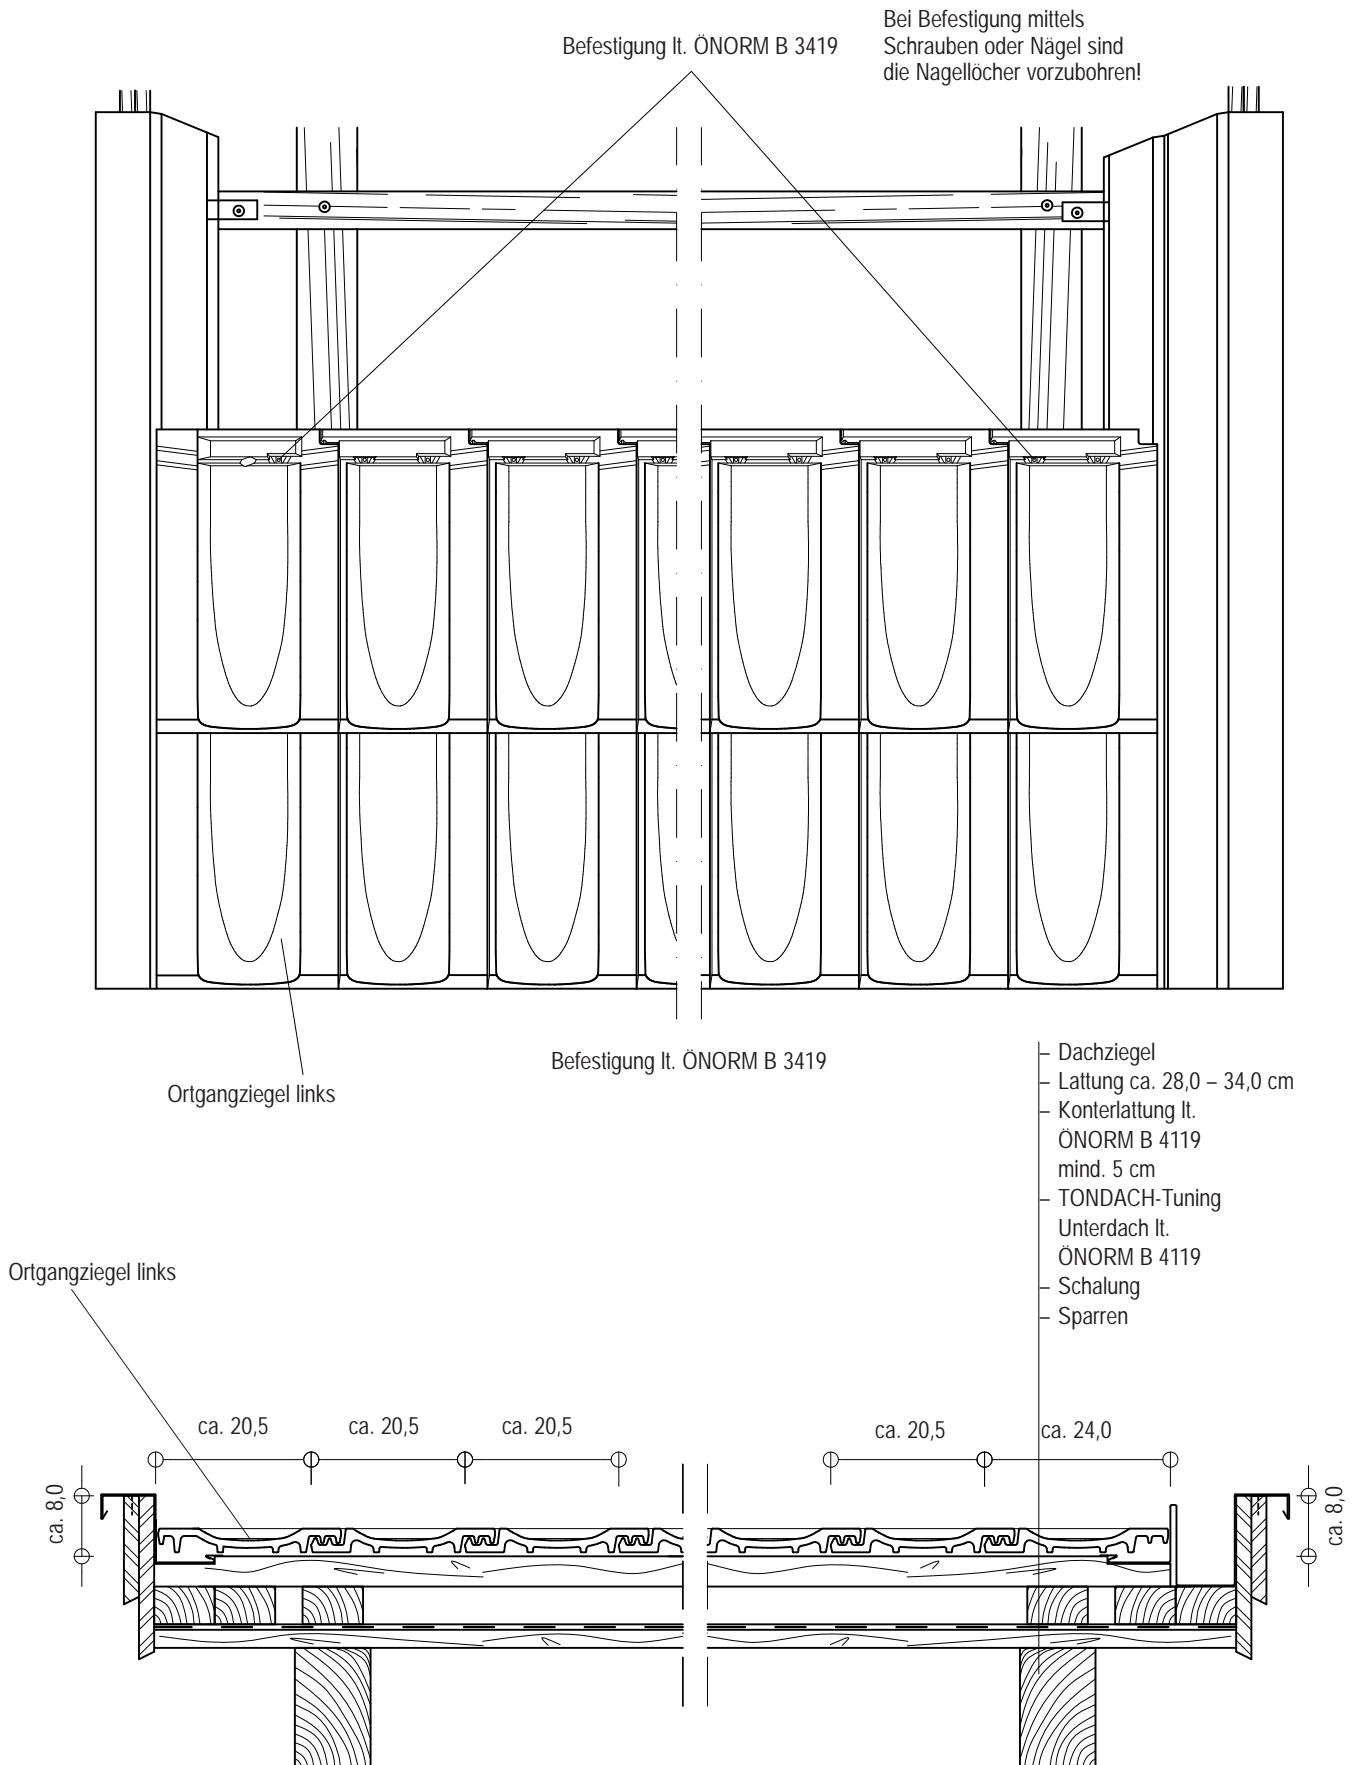 Befestigung lt. ÖNORM B 3419
Bei Befestigung mittels
Schrauben oder Nägel sind
die Nagellöcher vorzubohren!
Befestigung lt. ÖNORM B 3419
Ortgangziegel links
Dachziegel
Lattung ca. 28,0 – 34,0 cm
Konterlattung lt.
ÖNORM B 4119
mind. 5 cm
TONDACH-Tuning
Unterdach lt.
ÖNORM B 4119
Schalung
Sparren
Ortgangziegel links
ca. 20,5
ca. 20,5
ca. 20,5
ca. 20,5
ca. 24,0
ca. 8,0
ca. 8,0